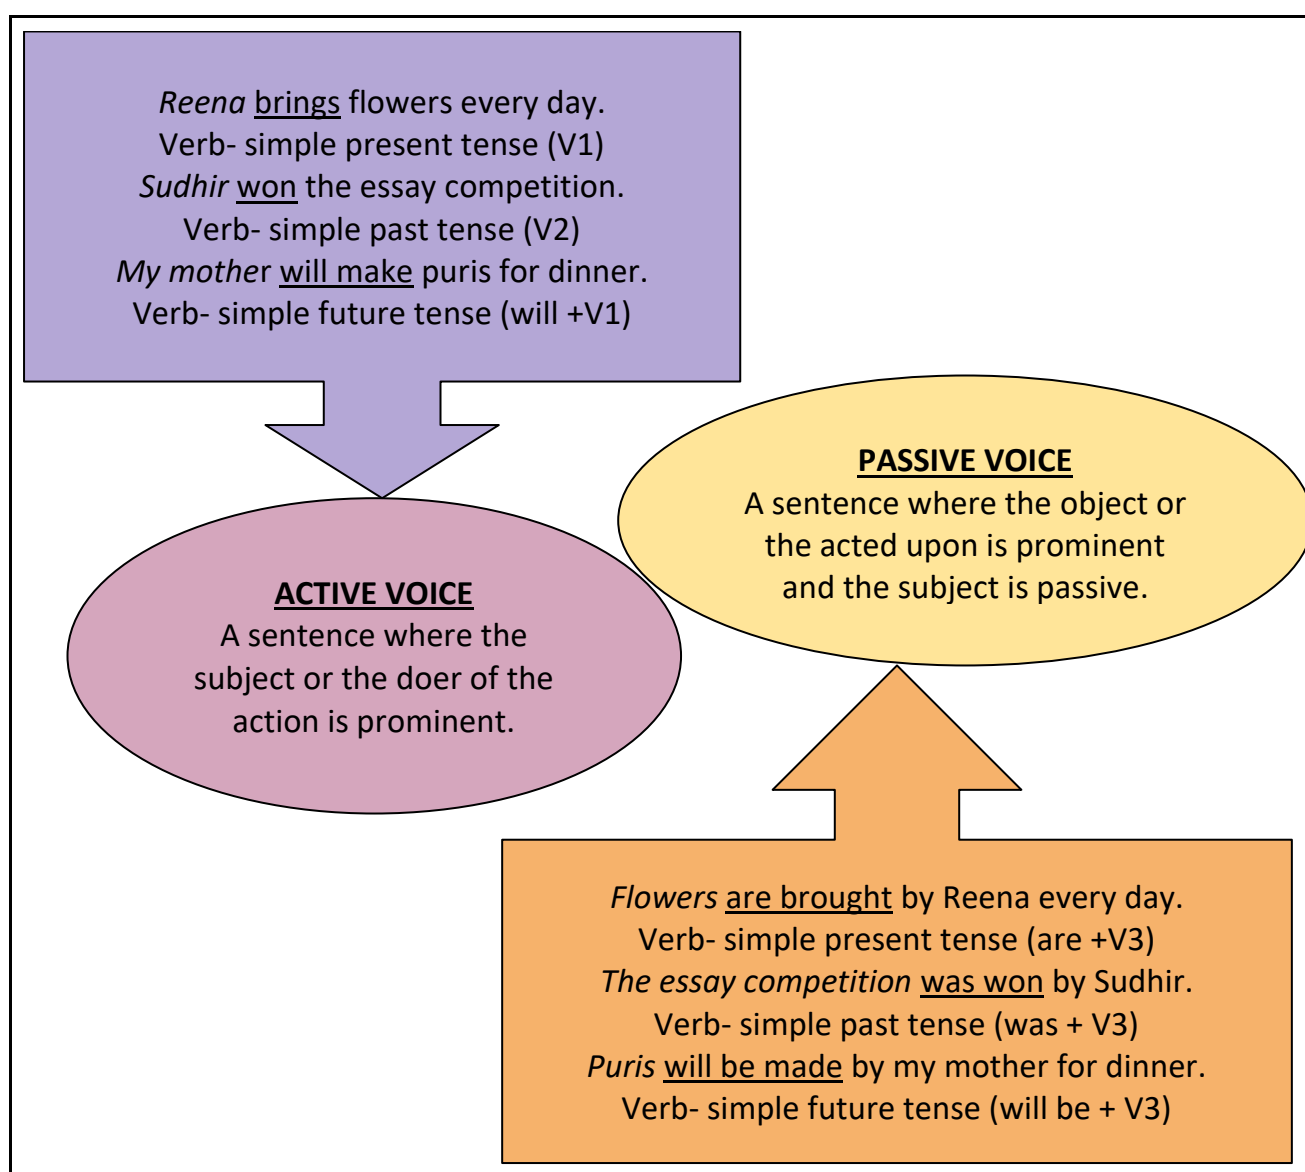 Reena brings flowers every day.
Verb- simple present tense (V1)
Sudhir won the essay competition.
Verb- simple past tense (V2)
My mother will make puris for dinner.
Verb- simple future tense (will +V1)
ACTIVE VOICE
A sentence where the
subject or the doer of the
action is prominent.
PASSIVE VOICE
A sentence where the object or
the acted upon is prominent
and the subject is passive.
Flowers are brought by Reena every day.
Verb- simple present tense (are +V3)
The essay competition was won by Sudhir.
Verb- simple past tense (was + V3)
Puris will be made by my mother for dinner.
Verb- simple future tense (will be + V3)